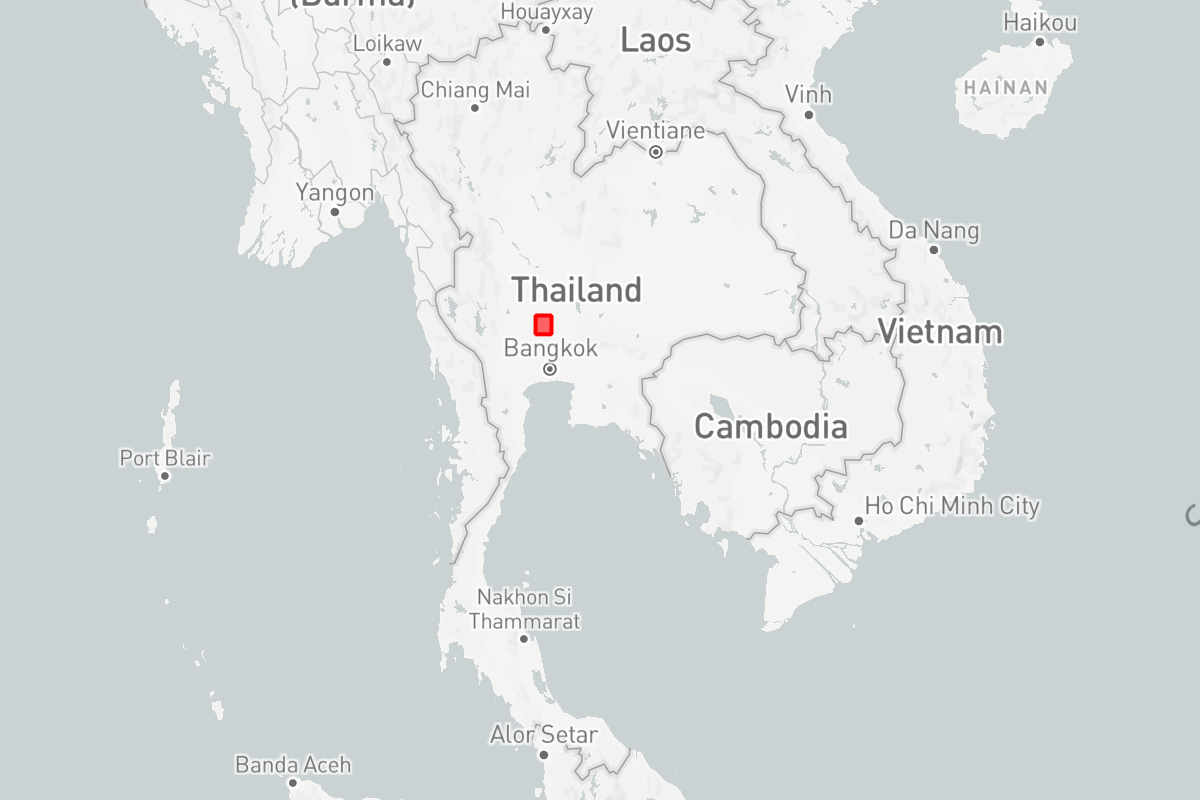 (Burma)
Houayxay
Haikou
Loikaw
Laos
Chiang Mai
HAINAN
Vinh
Vientiane
Yangon
Da Nang
Thailand
Vietnam
Bangkok
Cambodia
Port Blair
Ho Chi Minh City
Nakhon Si
Thammarat
Alor Setar
Banda Aceh